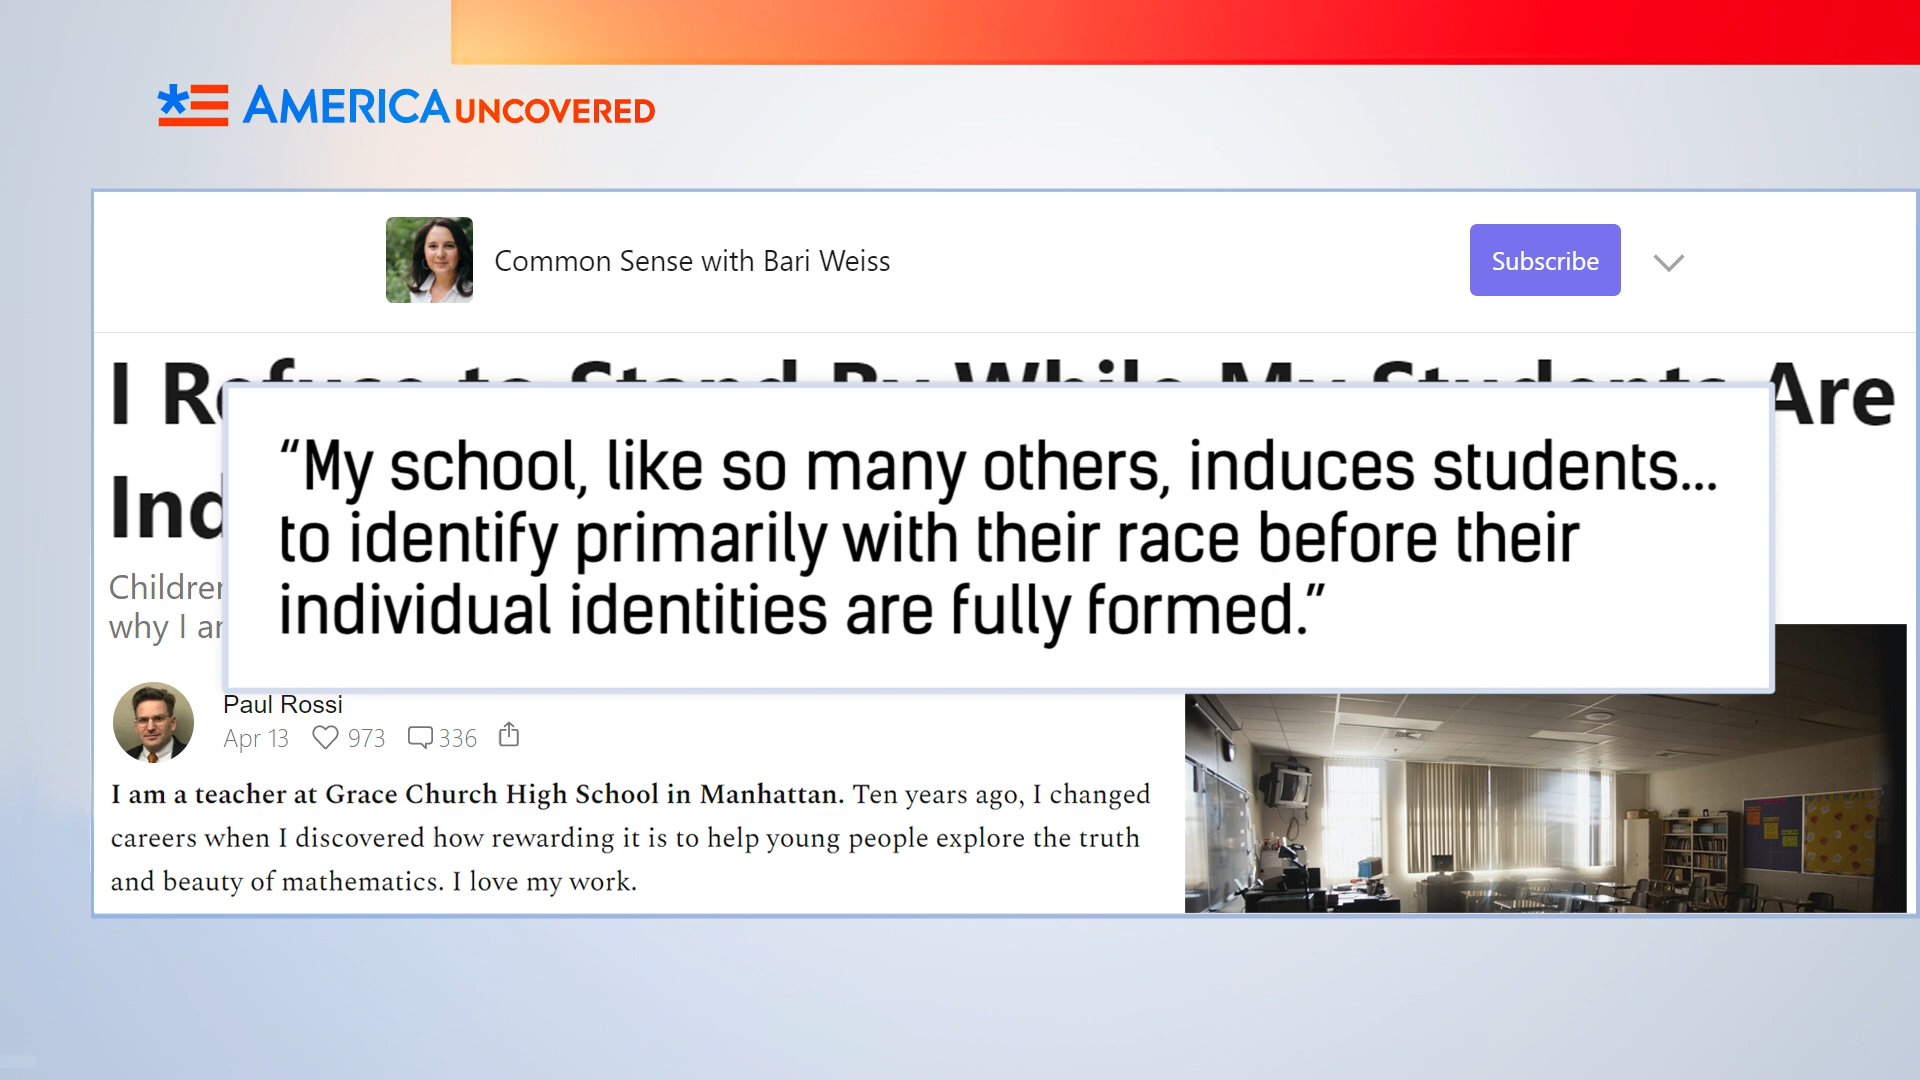 AMERICA UNCOVERED
Common Sense with Bari Weiss
Subscribe
I Are
“My school, like so many others, induces students...
to identify primarily with their race before their
individual identities are fully formed.”
why I
Paul Rossi
Apr 13 973 336
I am a teacher at Grace Church High School in Manhattan. Ten years ago, I changed
careers when I discovered how rewarding it is to help young people explore the truth
and beauty of mathematics. I love my work.